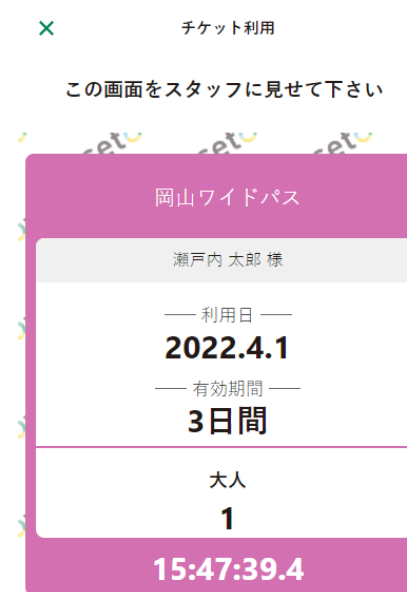 ×
チケット利用
この画面をスタッフに見せて下さい
岡山ワイドパス
瀬戸内 太郎 様
利用日
2022.4.1
有効期間
3日間
大人
1
15:47:39.4